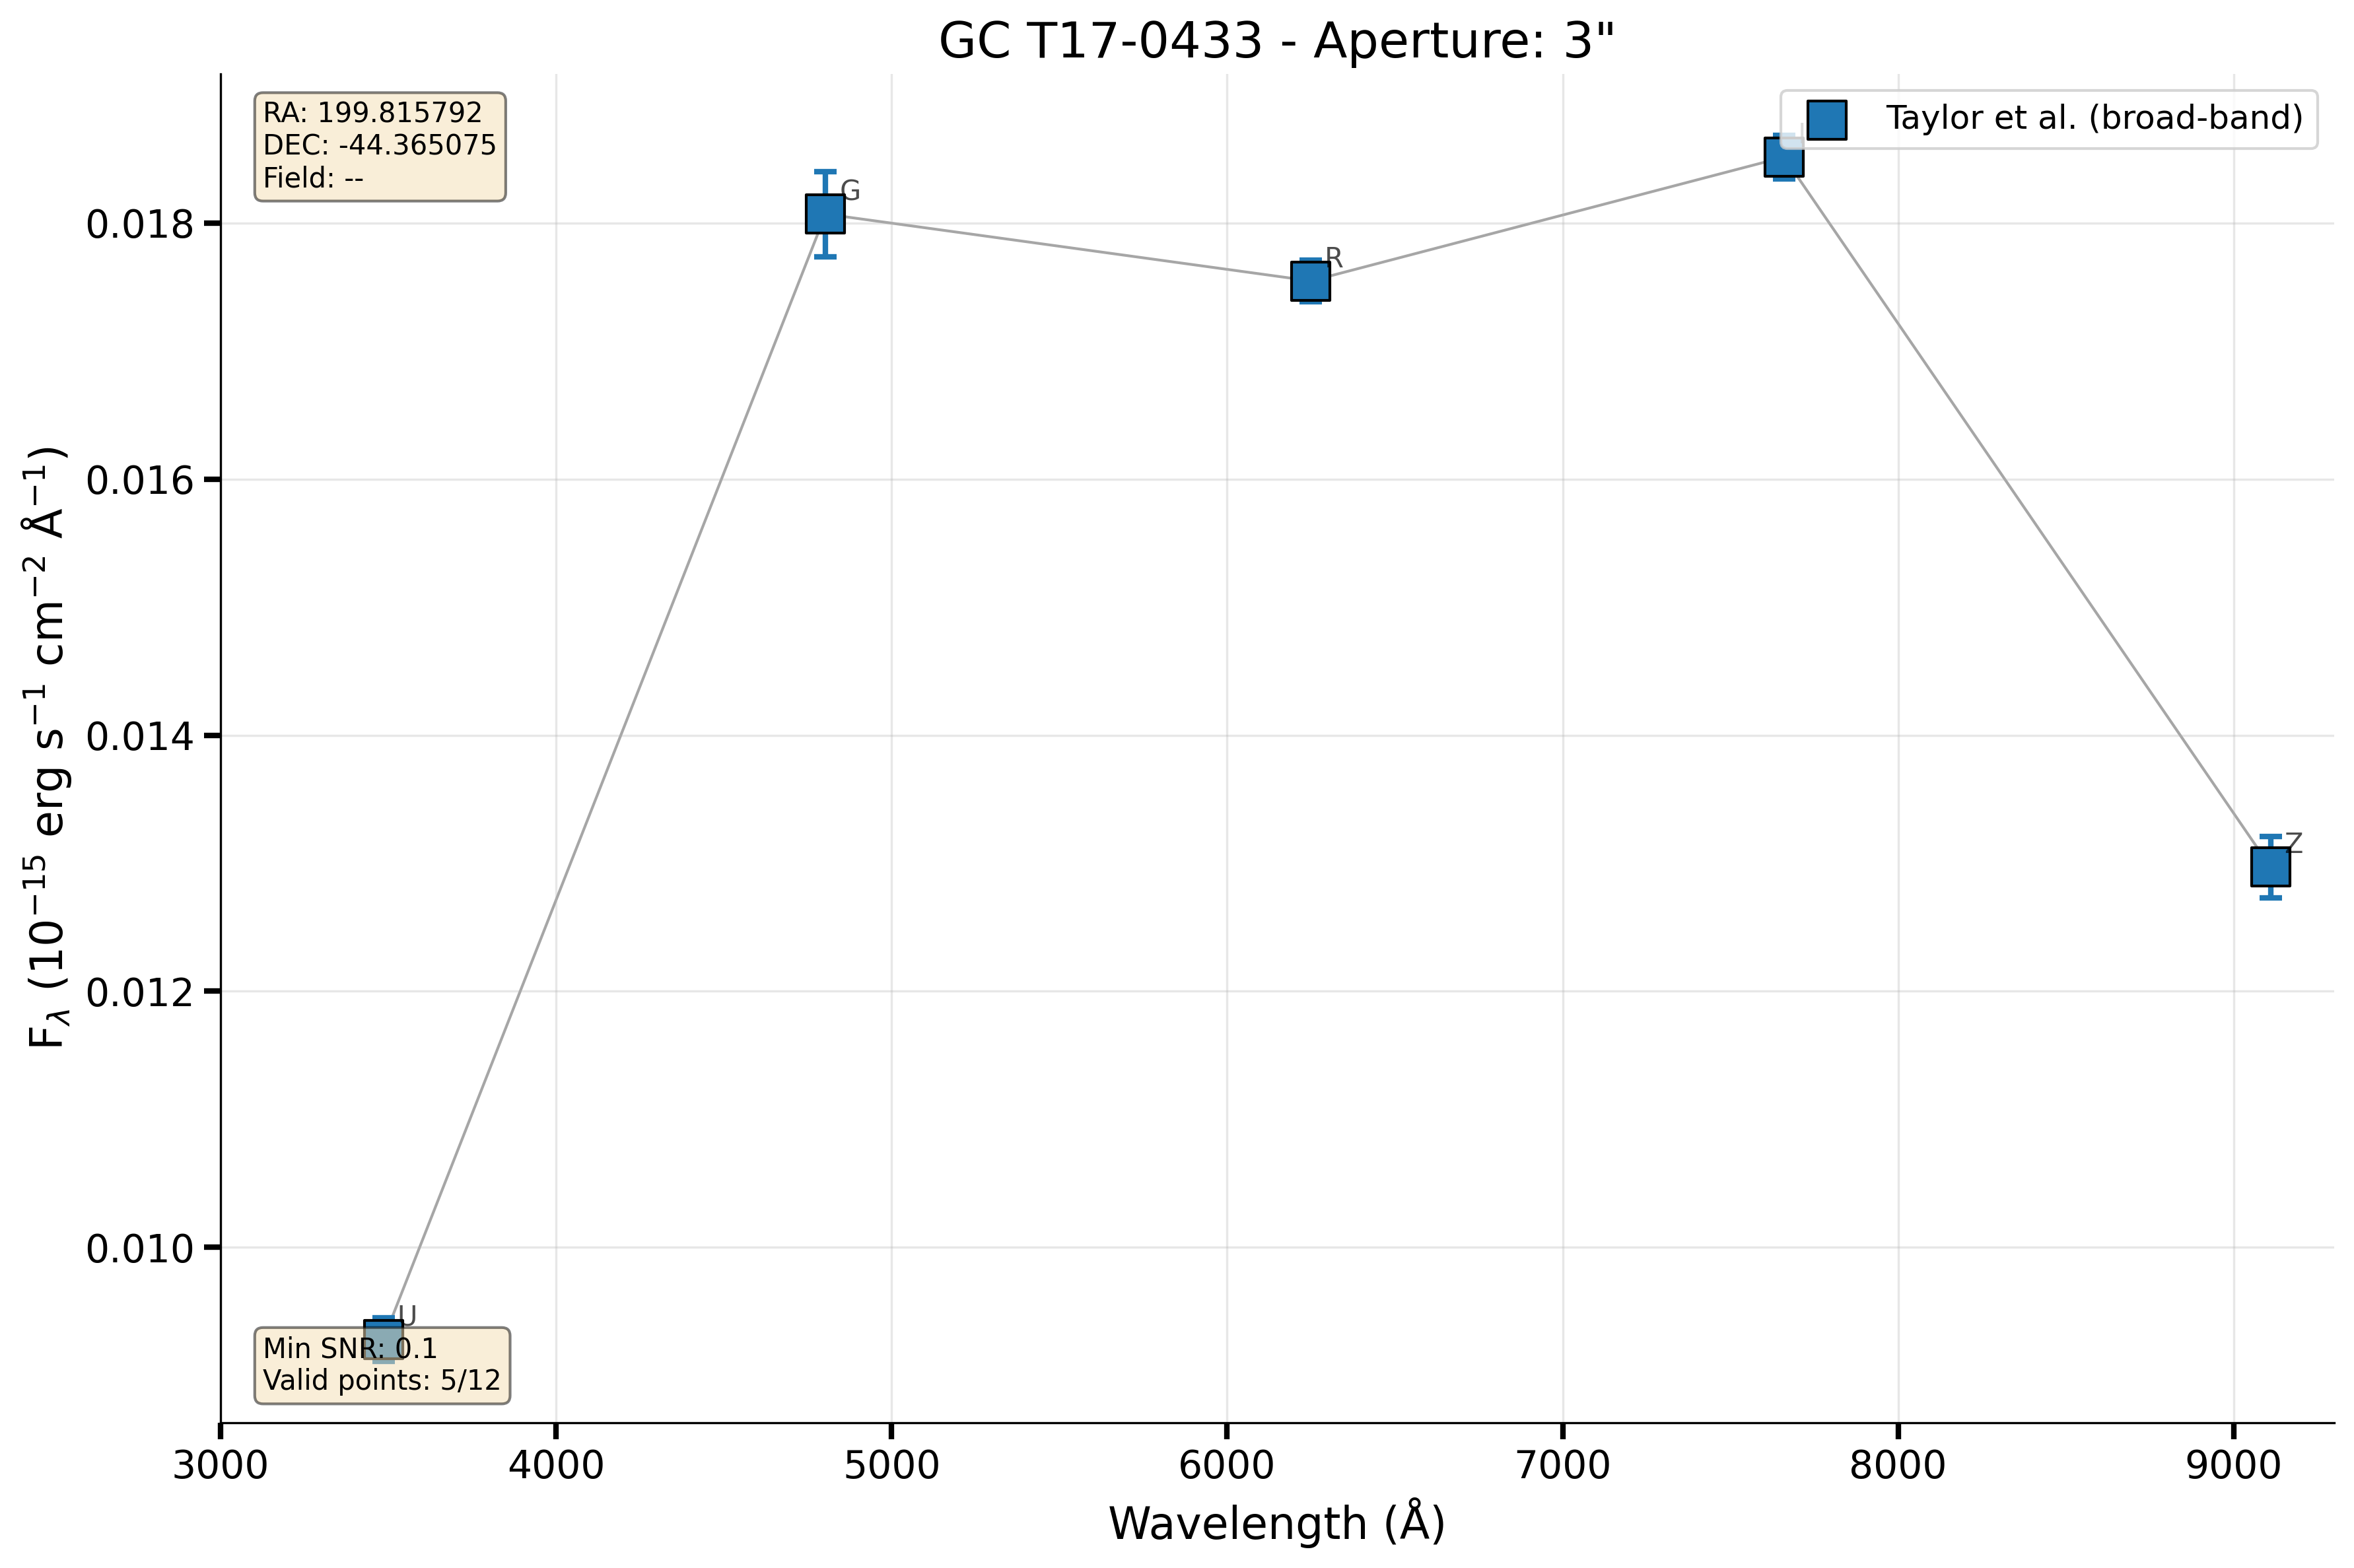 GC T17-0433 - Aperture: 3"
RA: 199.815792
DEC: -44.365075
Field: --
Taylor et al. (broad-band)
G
R
Z
U
Min SNR: 0.1
Valid points: 5/12
0.018
0.016
0.014
0.012
0.010
F_λ (10⁻¹⁵ erg s⁻¹ cm⁻² Å⁻¹)
3000 4000 5000 6000 7000 8000 9000
Wavelength (Å)